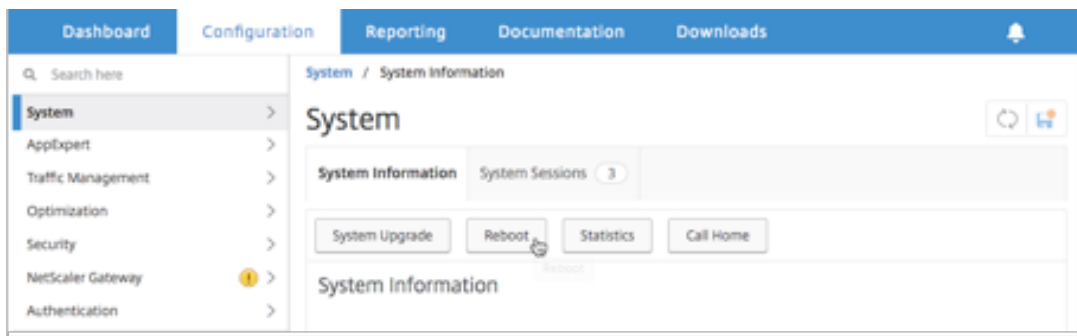 Dashboard Configuration Reporting Documentation Downloads
Search here
System
AppExpert
Traffic Management
Optimization
Security
NetScaler Gateway
Authentication
System / System Information
System
System Information System Sessions 3
System Upgrade Reboot Statistics Call Home
Reboot
System Information